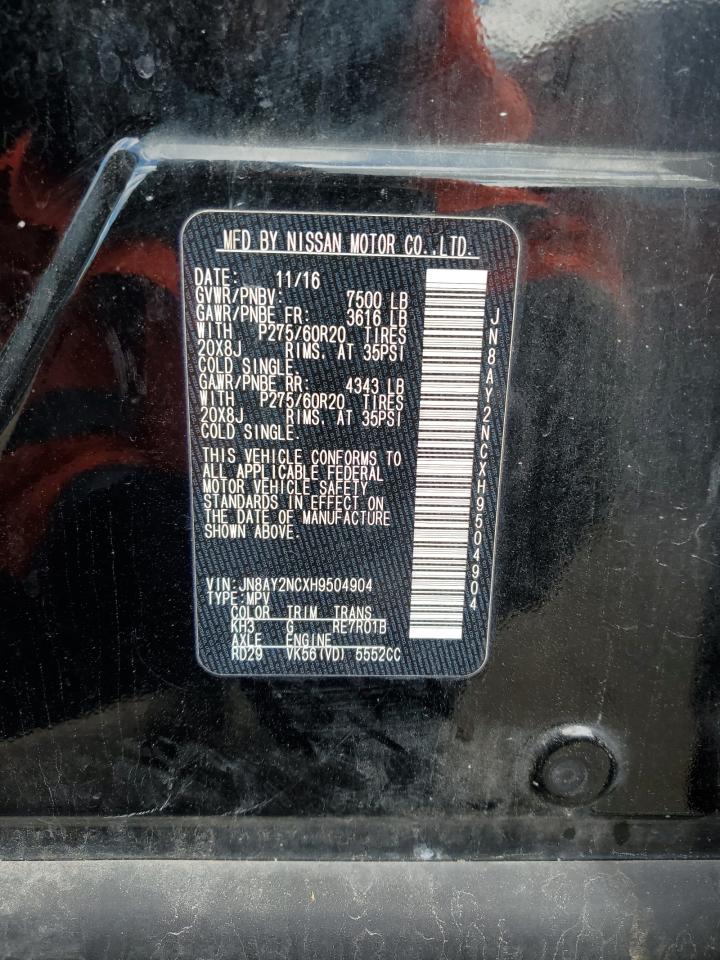 MFD BY NISSAN MOTOR CO.,LTD.
DATE: 11/16
GVWR/PNBV: 7500 LB
GAWR/PNBE FR: 3616 LB
WITH P275/60R20 TIRES
20X8J RIMS, AT 35PSI
COLD SINGLE.
GAWR/PNBE RR: 4343 LB
WITH P275/60R20 TIRES
20X8J RIMS, AT 35PSI
COLD SINGLE.
THIS VEHICLE CONFORMS TO
ALL APPLICABLE FEDERAL
MOTOR VEHICLE SAFETY
STANDARDS IN EFFECT ON
THE DATE OF MANUFACTURE
SHOWN ABOVE.
VIN:JN8AY2NCXH9504904
TYPE:MPV
COLOR TRIM TRANS
KH3 G RE7R01B
AXLE ENGINE
RD29 VK56(VD) 5552CC
JN8AY2NCXH9504904